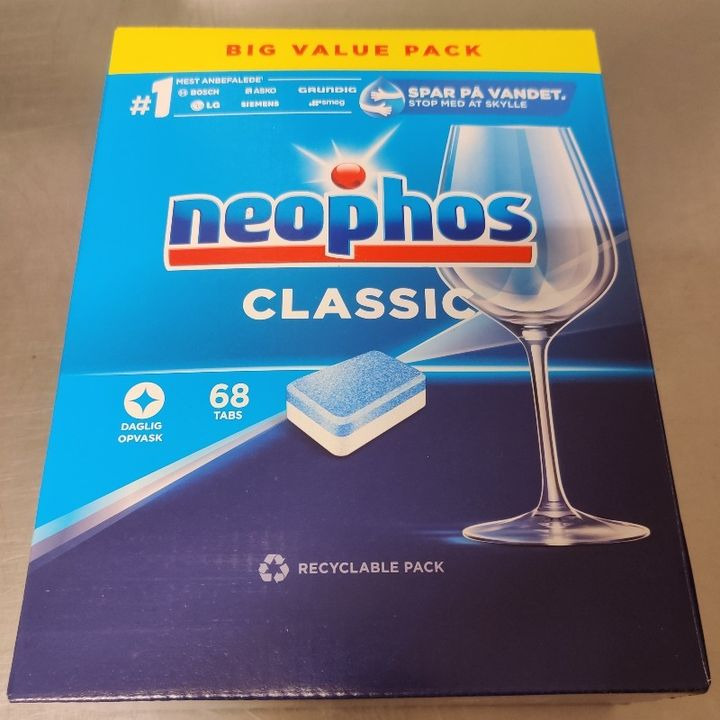 BIG VALUE PACK
#1 MEST ANBEFALEDE¹
BOSCH ASKO GRUNDIG
LG SIEMENS smeg
SPAR PÅ VANDET,
STOP MED AT SKYLLE
neophos
CLASSIC
68
TABS
DAGLIG
OPVASK
RECYCLABLE PACK